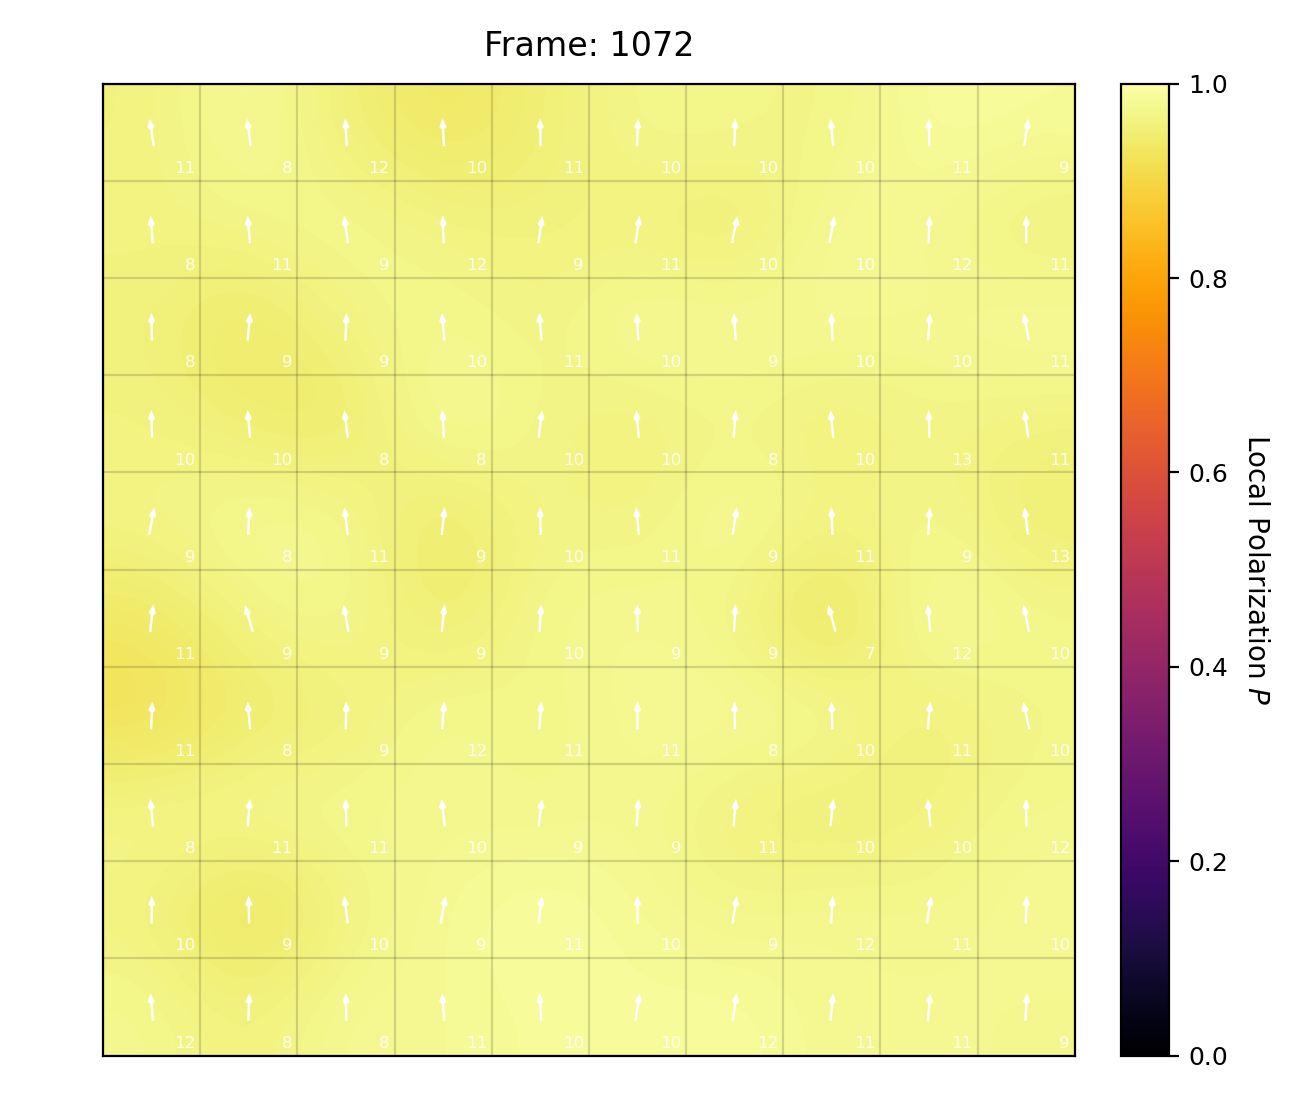 Frame: 1072
11 8 12 10 11 10 10 10 11 9
8 11 9 12 9 11 10 10 12 11
8 9 9 10 11 10 9 10 10 11
10 10 8 8 10 10 8 10 13 11
9 8 11 9 10 11 9 11 9 13
11 9 9 9 10 9 9 7 12 10
11 8 9 12 11 11 8 10 11 10
8 11 11 10 9 9 11 10 10 12
10 9 10 9 11 10 9 12 11 10
12 8 8 11 10 10 12 11 11 9
1.0
0.8
0.6
0.4
0.2
0.0
Local Polarization P